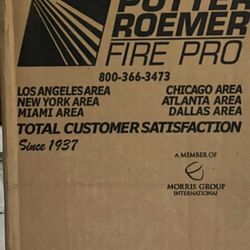 POTTER
ROEMER
FIRE PRO
800-366-3473
LOS ANGELES AREA CHICAGO AREA
NEW YORK AREA ATLANTA AREA
MIAMI AREA DALLAS AREA
TOTAL CUSTOMER SATISFACTION
Since 1937
A MEMBER OF
MORRIS GROUP
INTERNATIONAL